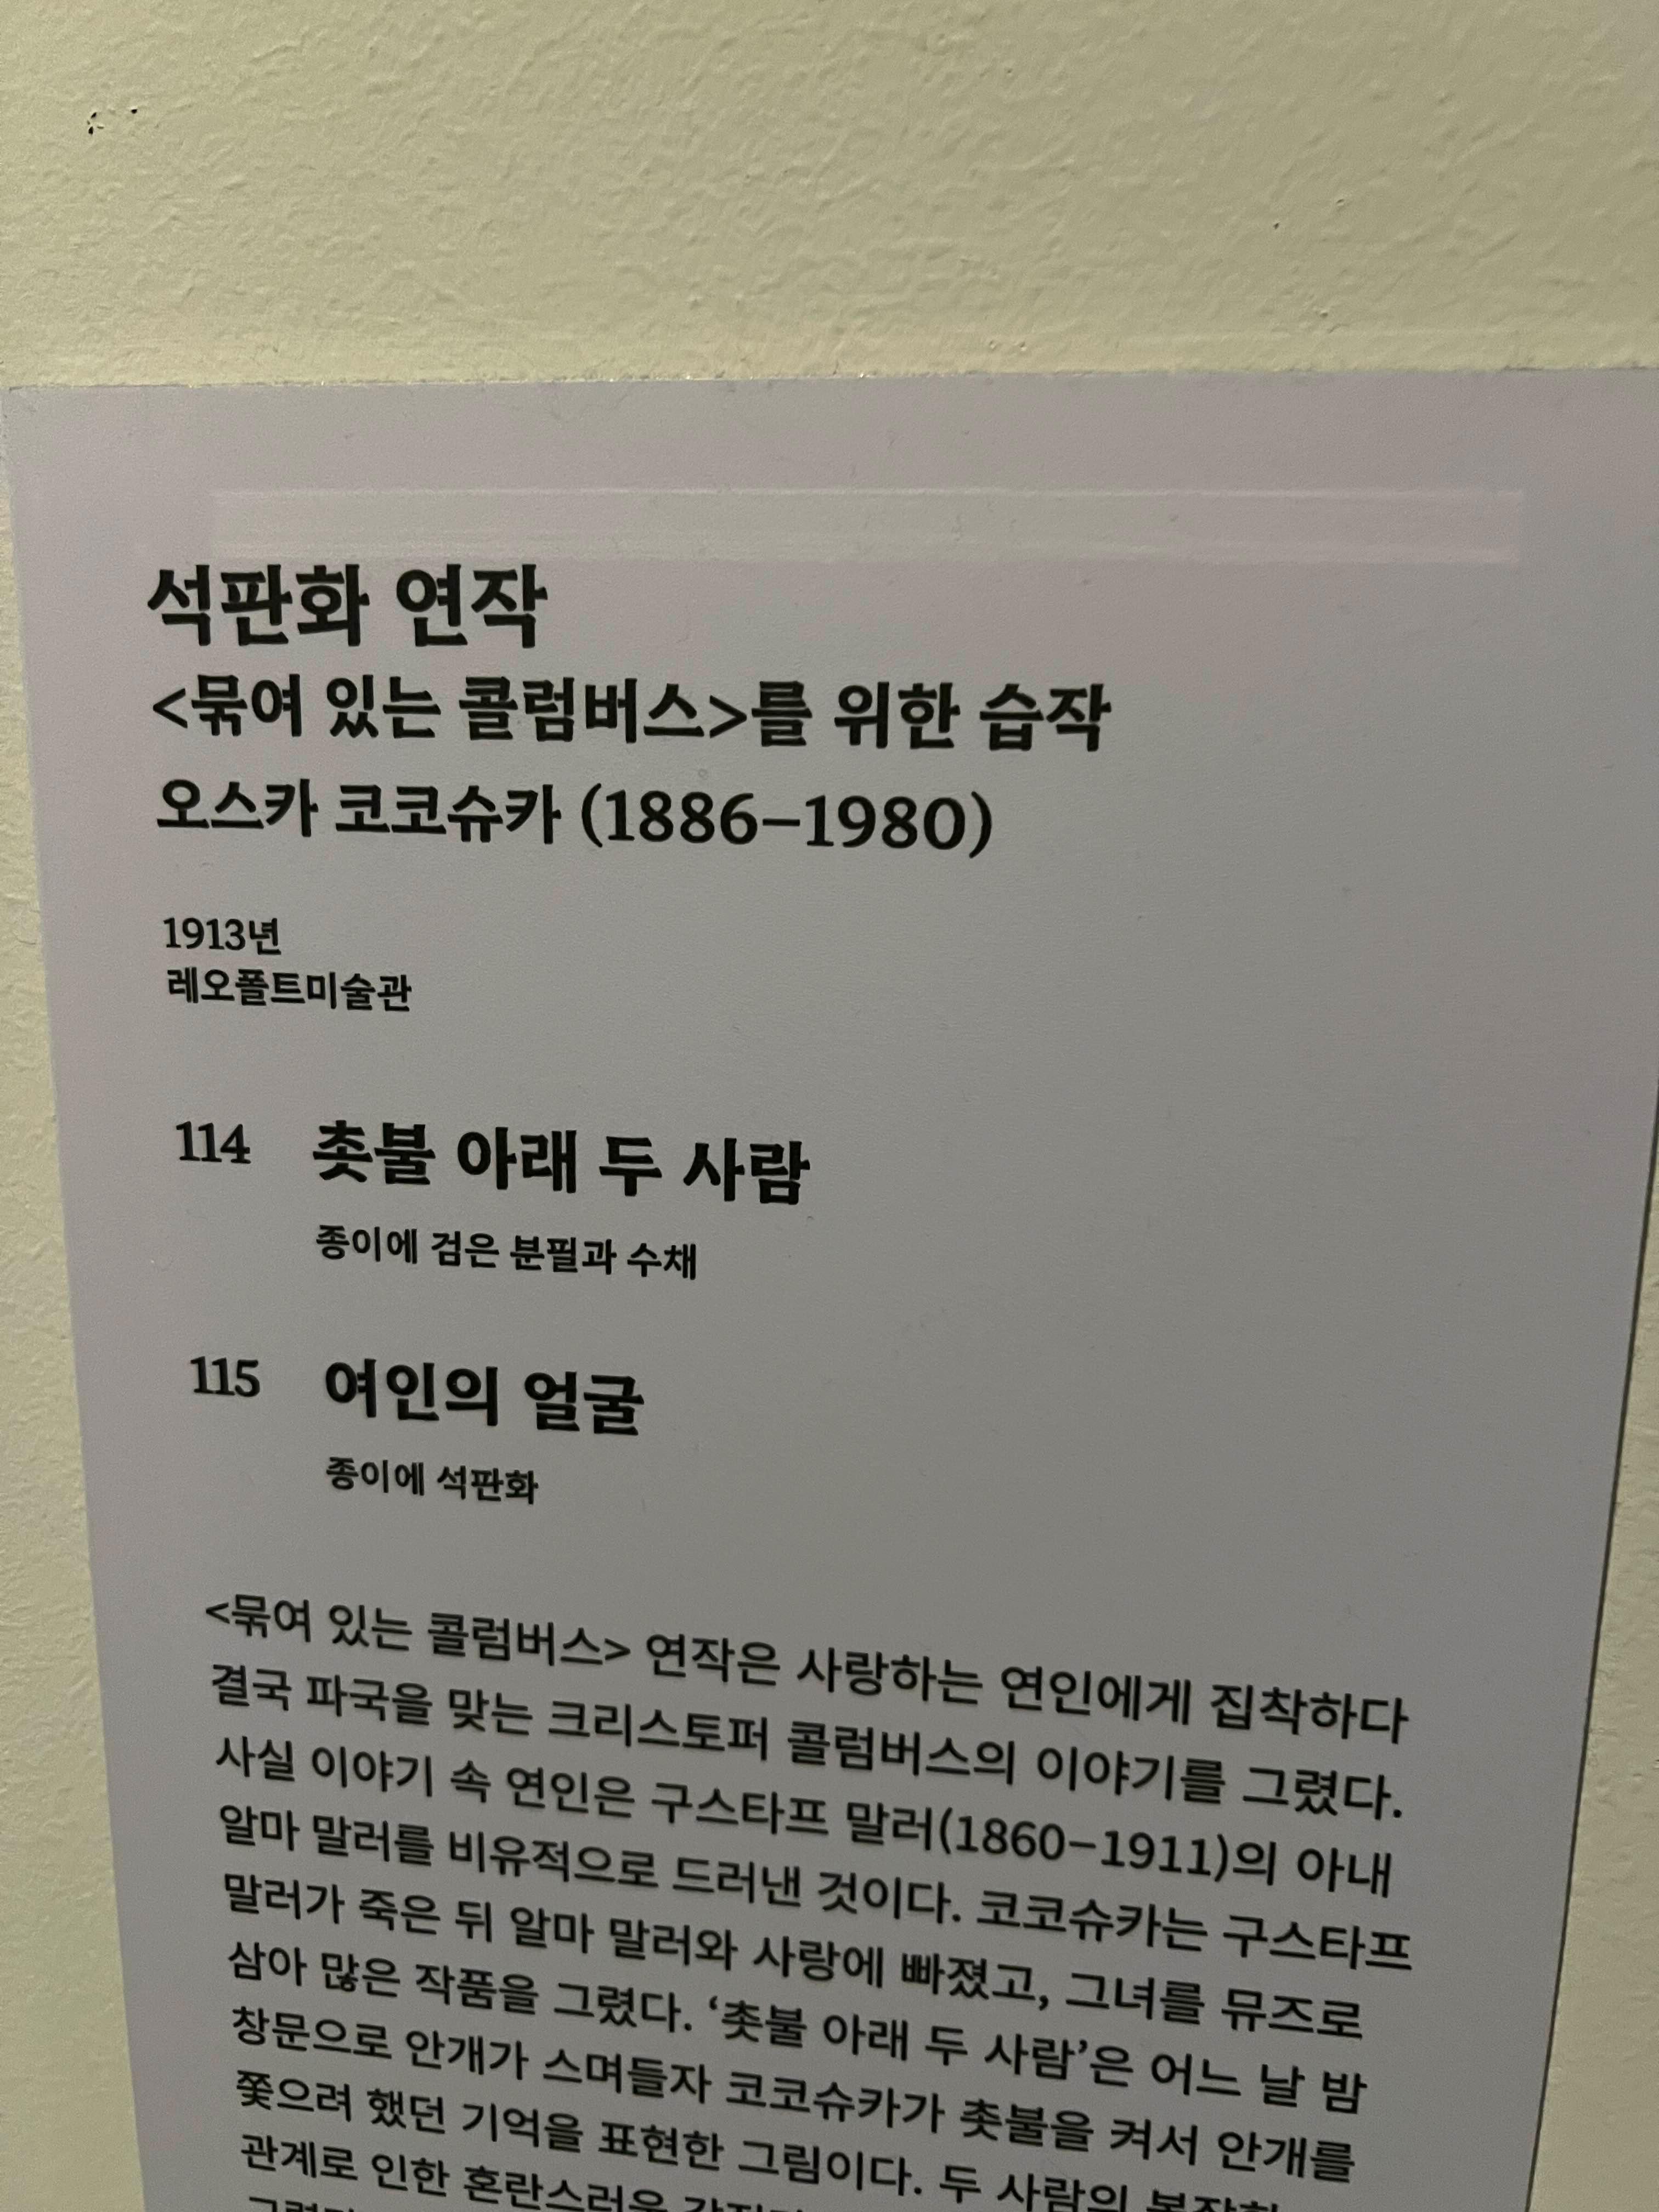 석판화 연작
<묶여 있는 콜럼버스>를 위한 습작
오스카 코코슈카 (1886–1980)
1913년
레오폴트미술관
114 촛불 아래 두 사람
종이에 검은 분필과 수채
115 여인의 얼굴
종이에 석판화
<묶여 있는 콜럼버스> 연작은 사랑하는 연인에게 집착하다
결국 파국을 맞는 크리스토퍼 콜럼버스의 이야기를 그렸다.
사실 이야기 속 연인은 구스타프 말러(1860–1911)의 아내
알마 말러를 비유적으로 드러낸 것이다. 코코슈카는 구스타프
말러가 죽은 뒤 알마 말러와 사랑에 빠졌고, 그녀를 뮤즈로
삼아 많은 작품을 그렸다. ‘촛불 아래 두 사람’은 어느 날 밤
창문으로 안개가 스며들자 코코슈카가 촛불을 켜서 안개를
쫓으려 했던 기억을 표현한 그림이다. 두 사람의
관계로 인한 혼란스러운